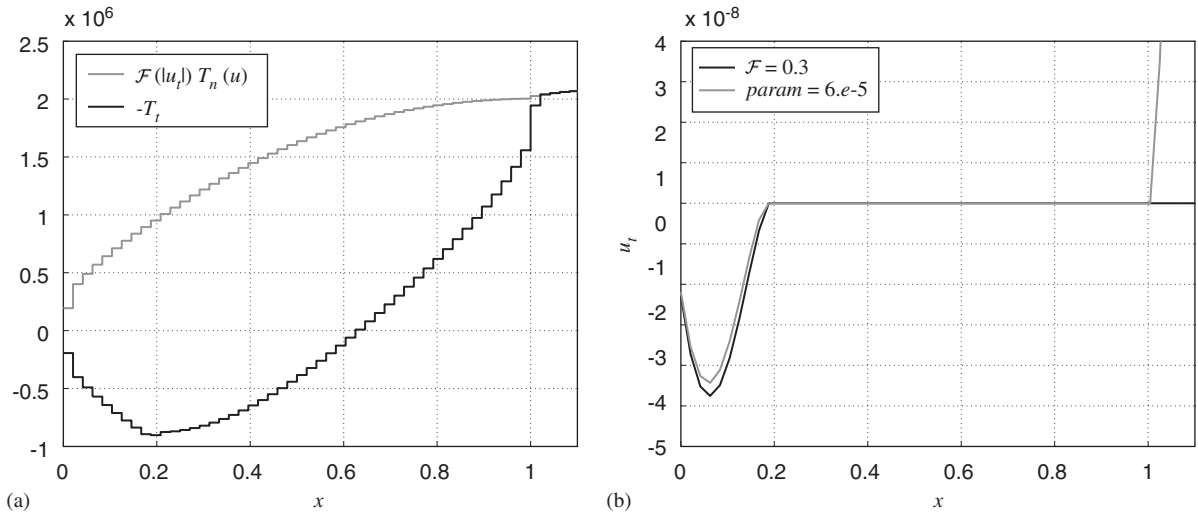 x 10^6
2.5
2
1.5
1
0.5
0
-0.5
-1
0 0.2 0.4 0.6 0.8 1
x
(a)
ℱ (|u_t|) T_n (u)
-T_t
x 10^-8
4
3
2
1
0
-1
-2
-3
-4
-5
u_t
0 0.2 0.4 0.6 0.8 1
x
(b)
ℱ = 0.3
param = 6.e-5